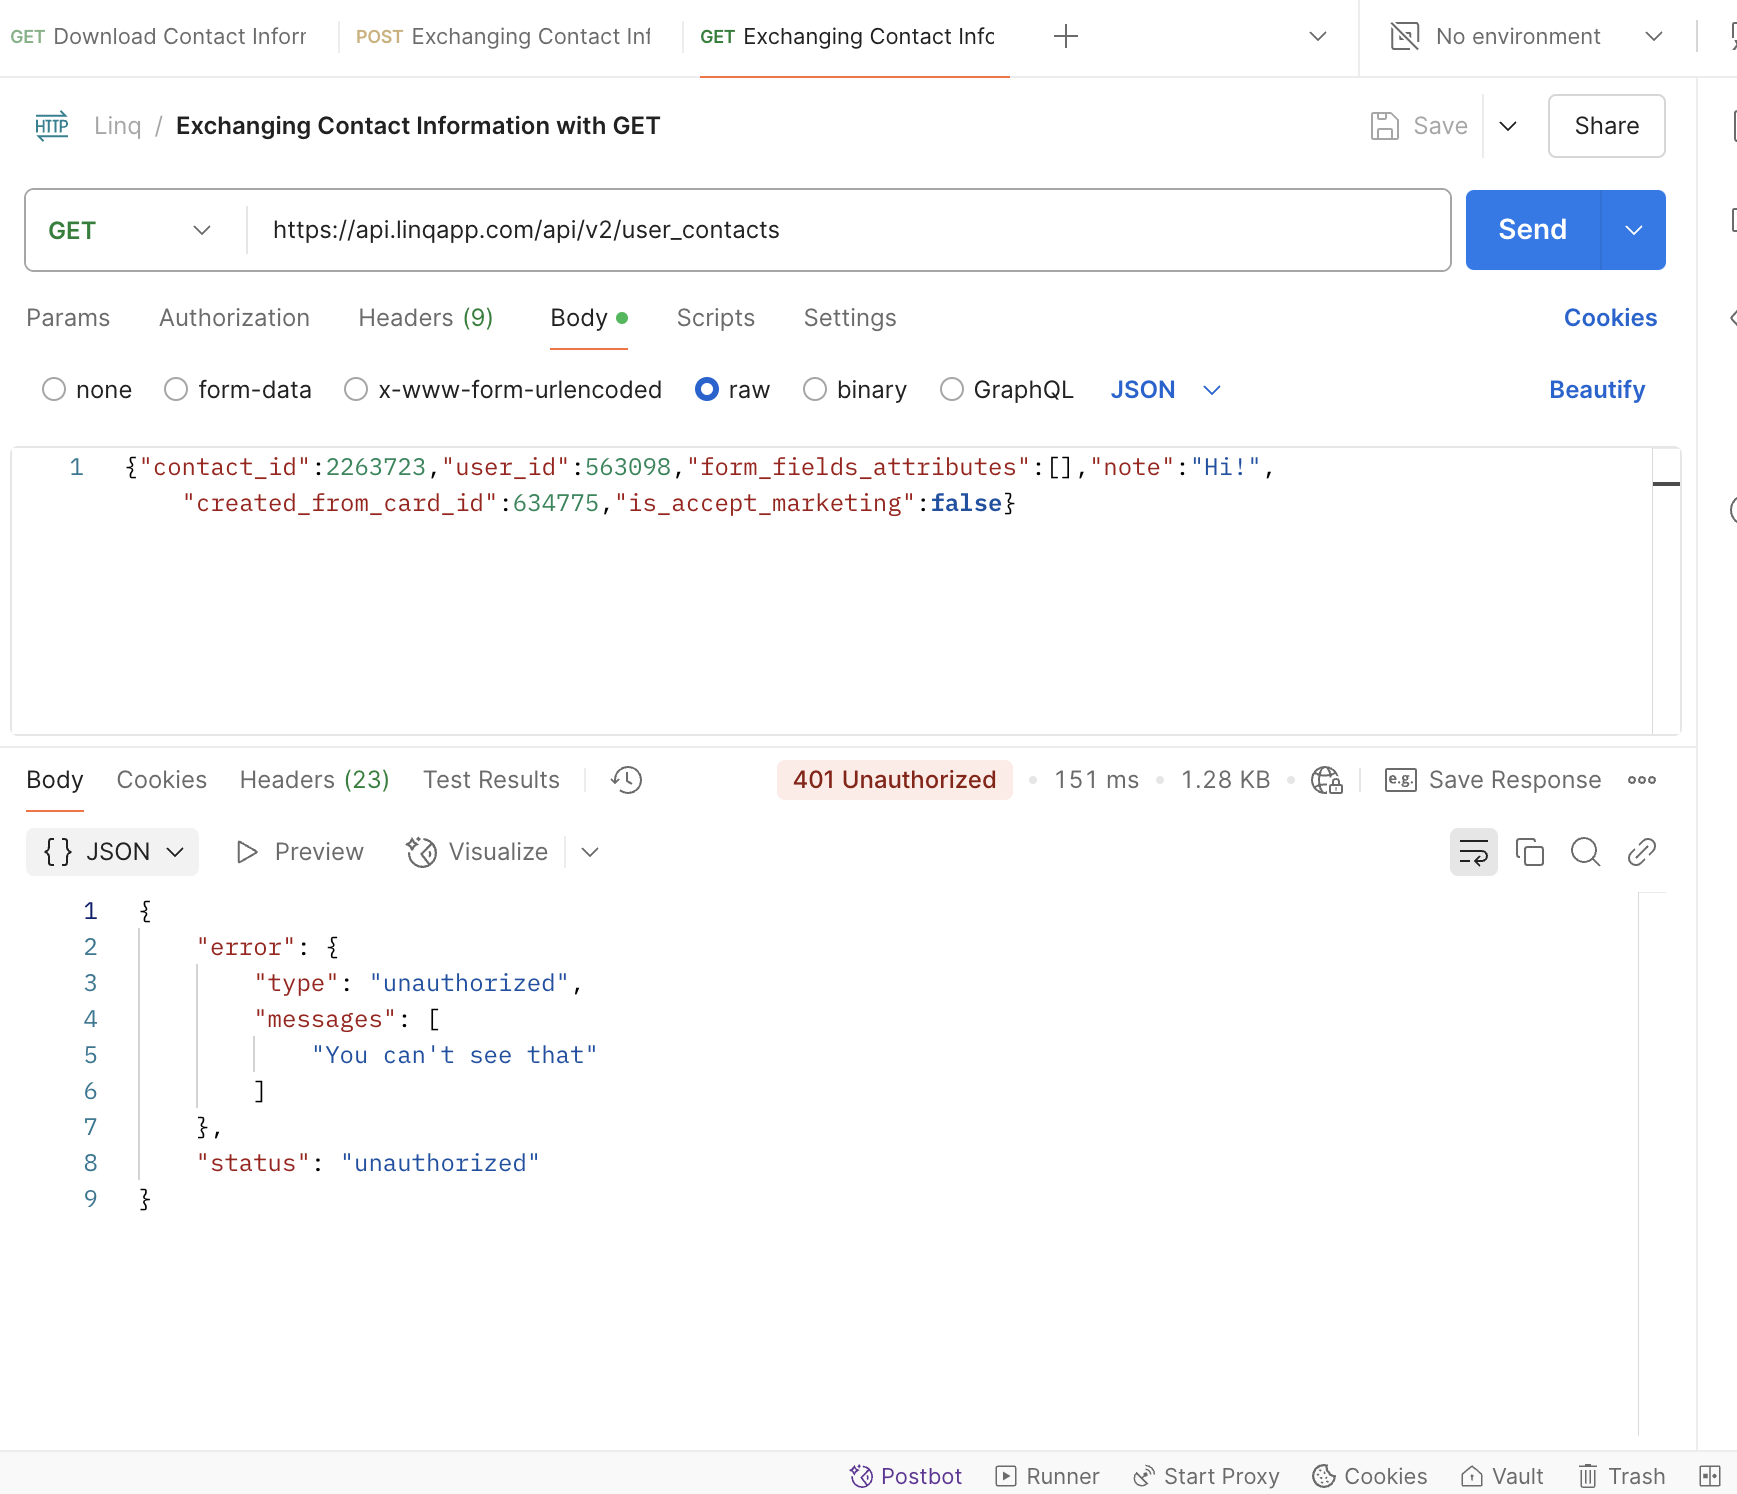 GET Download Contact Inforr
POST Exchanging Contact Inf
GET Exchanging Contact Info
No environment
HTTP Linq / Exchanging Contact Information with GET
Save
Share
GET https://api.linqapp.com/api/v2/user_contacts
Send
Params Authorization Headers (9) Body Scripts Settings Cookies
none form-data x-www-form-urlencoded raw binary GraphQL JSON Beautify
1 {"contact_id":2263723,"user_id":563098,"form_fields_attributes":[],"note":"Hi!",
"created_from_card_id":634775,"is_accept_marketing":false}
Body Cookies Headers (23) Test Results 401 Unauthorized 151 ms 1.28 KB e.g. Save Response
{} JSON Preview Visualize
1 {
2 "error": {
3 "type": "unauthorized",
4 "messages": [
5 "You can't see that"
6 ]
7 },
8 "status": "unauthorized"
9 }
Postbot Runner Start Proxy Cookies Vault Trash